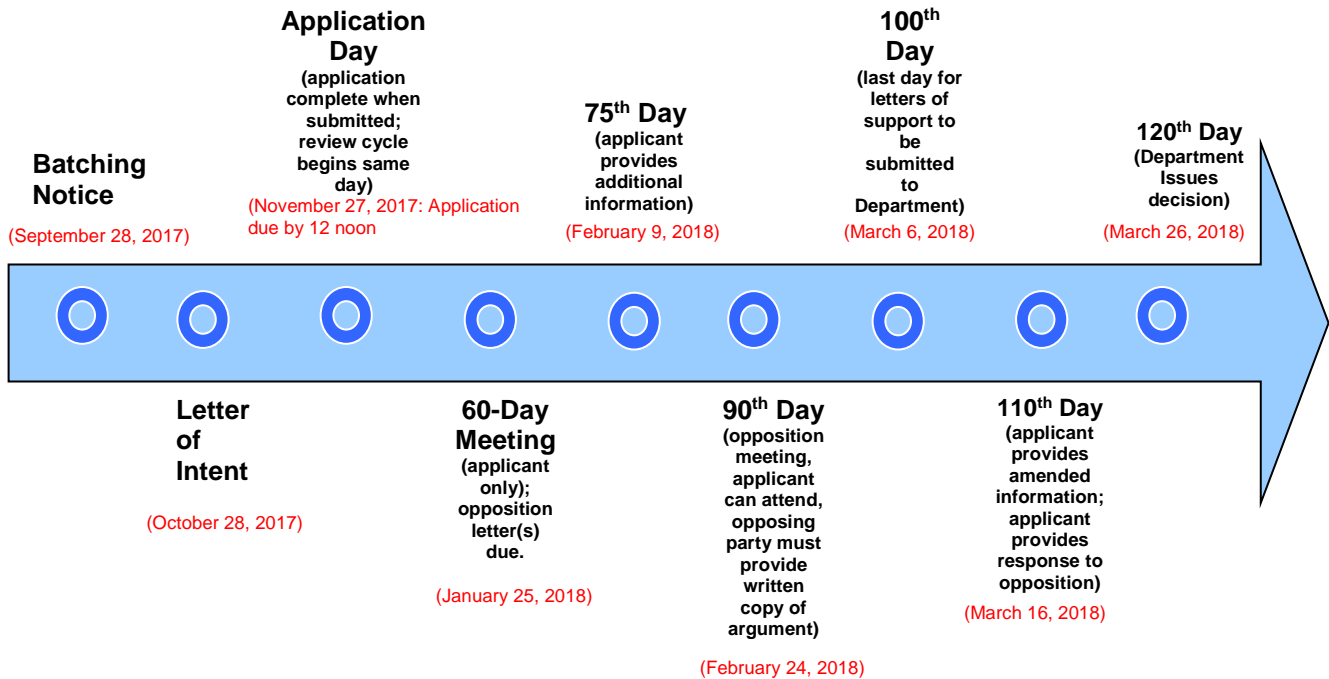 Batching
Notice
(September 28, 2017)
Letter
of
Intent
(October 28, 2017)
Application
Day
(application
complete when
submitted;
review cycle
begins same
day)
(November 27, 2017: Application
due by 12 noon
60-Day
Meeting
(applicant
only);
opposition
letter(s)
due.
(January 25, 2018)
75th Day
(applicant
provides
additional
information)
(February 9, 2018)
90th Day
(opposition
meeting,
applicant
can attend,
opposing
party must
provide
written
copy of
argument)
(February 24, 2018)
100th
Day
(last day for
letters of
support to
be
submitted
to
Department)
(March 6, 2018)
110th Day
(applicant
provides
amended
information;
applicant
provides
response to
opposition)
(March 16, 2018)
120th Day
(Department
Issues
decision)
(March 26, 2018)